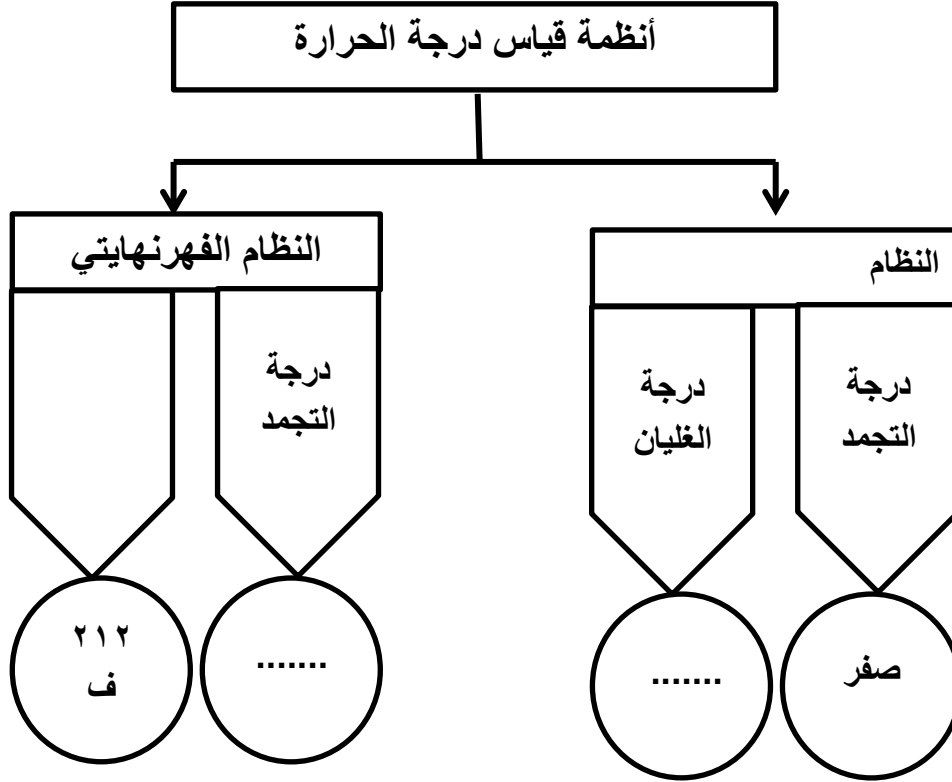 أنظمة قياس درجة الحرارة
النظام
درجة
التجمد
صفر
درجة
الغليان
.......
النظام الفهرنهايتي
درجة
التجمد
.......
٢١٢
ف